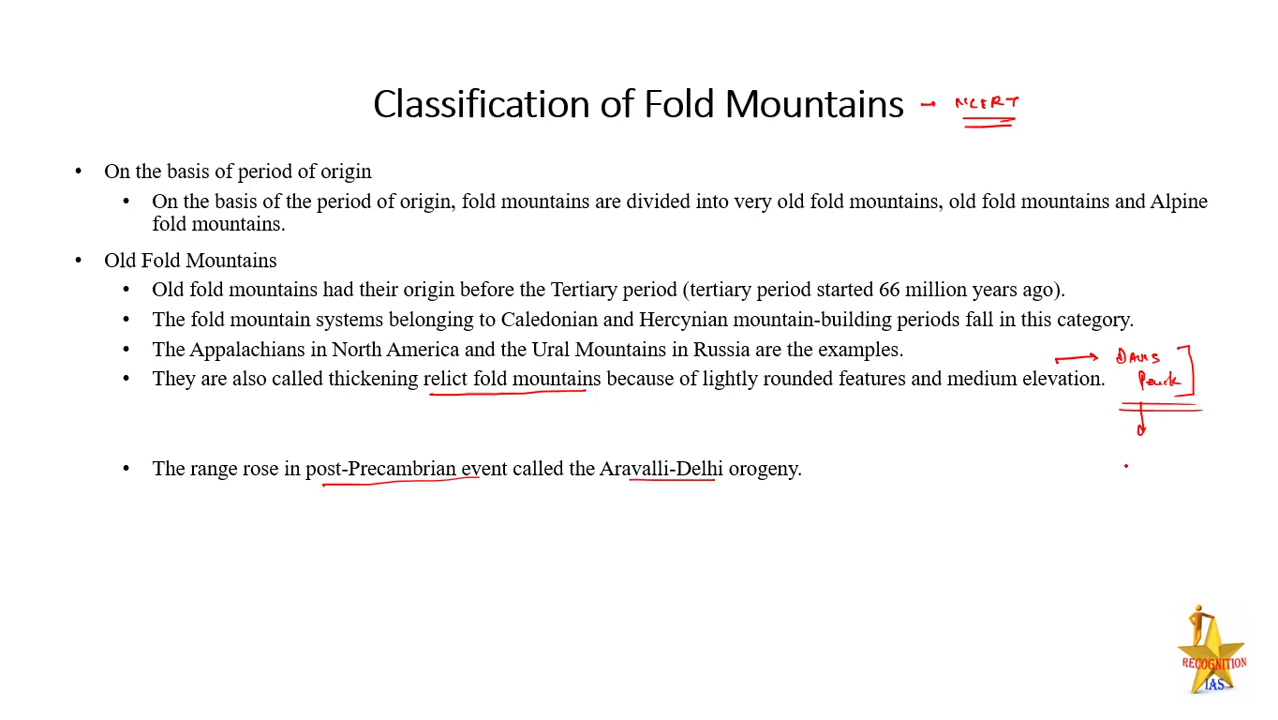 Classification of Fold Mountains → NCERT
• On the basis of period of origin
• On the basis of the period of origin, fold mountains are divided into very old fold mountains, old fold mountains and Alpine
fold mountains.
• Old Fold Mountains
• Old fold mountains had their origin before the Tertiary period (tertiary period started 66 million years ago).
• The fold mountain systems belonging to Caledonian and Hercynian mountain-building periods fall in this category.
• The Appalachians in North America and the Ural Mountains in Russia are the examples.
→ Davis
• They are also called thickening relict fold mountains because of lightly rounded features and medium elevation.
Penck
• The range rose in post-Precambrian event called the Aravalli-Delhi orogeny.
RECOGNITION
IAS